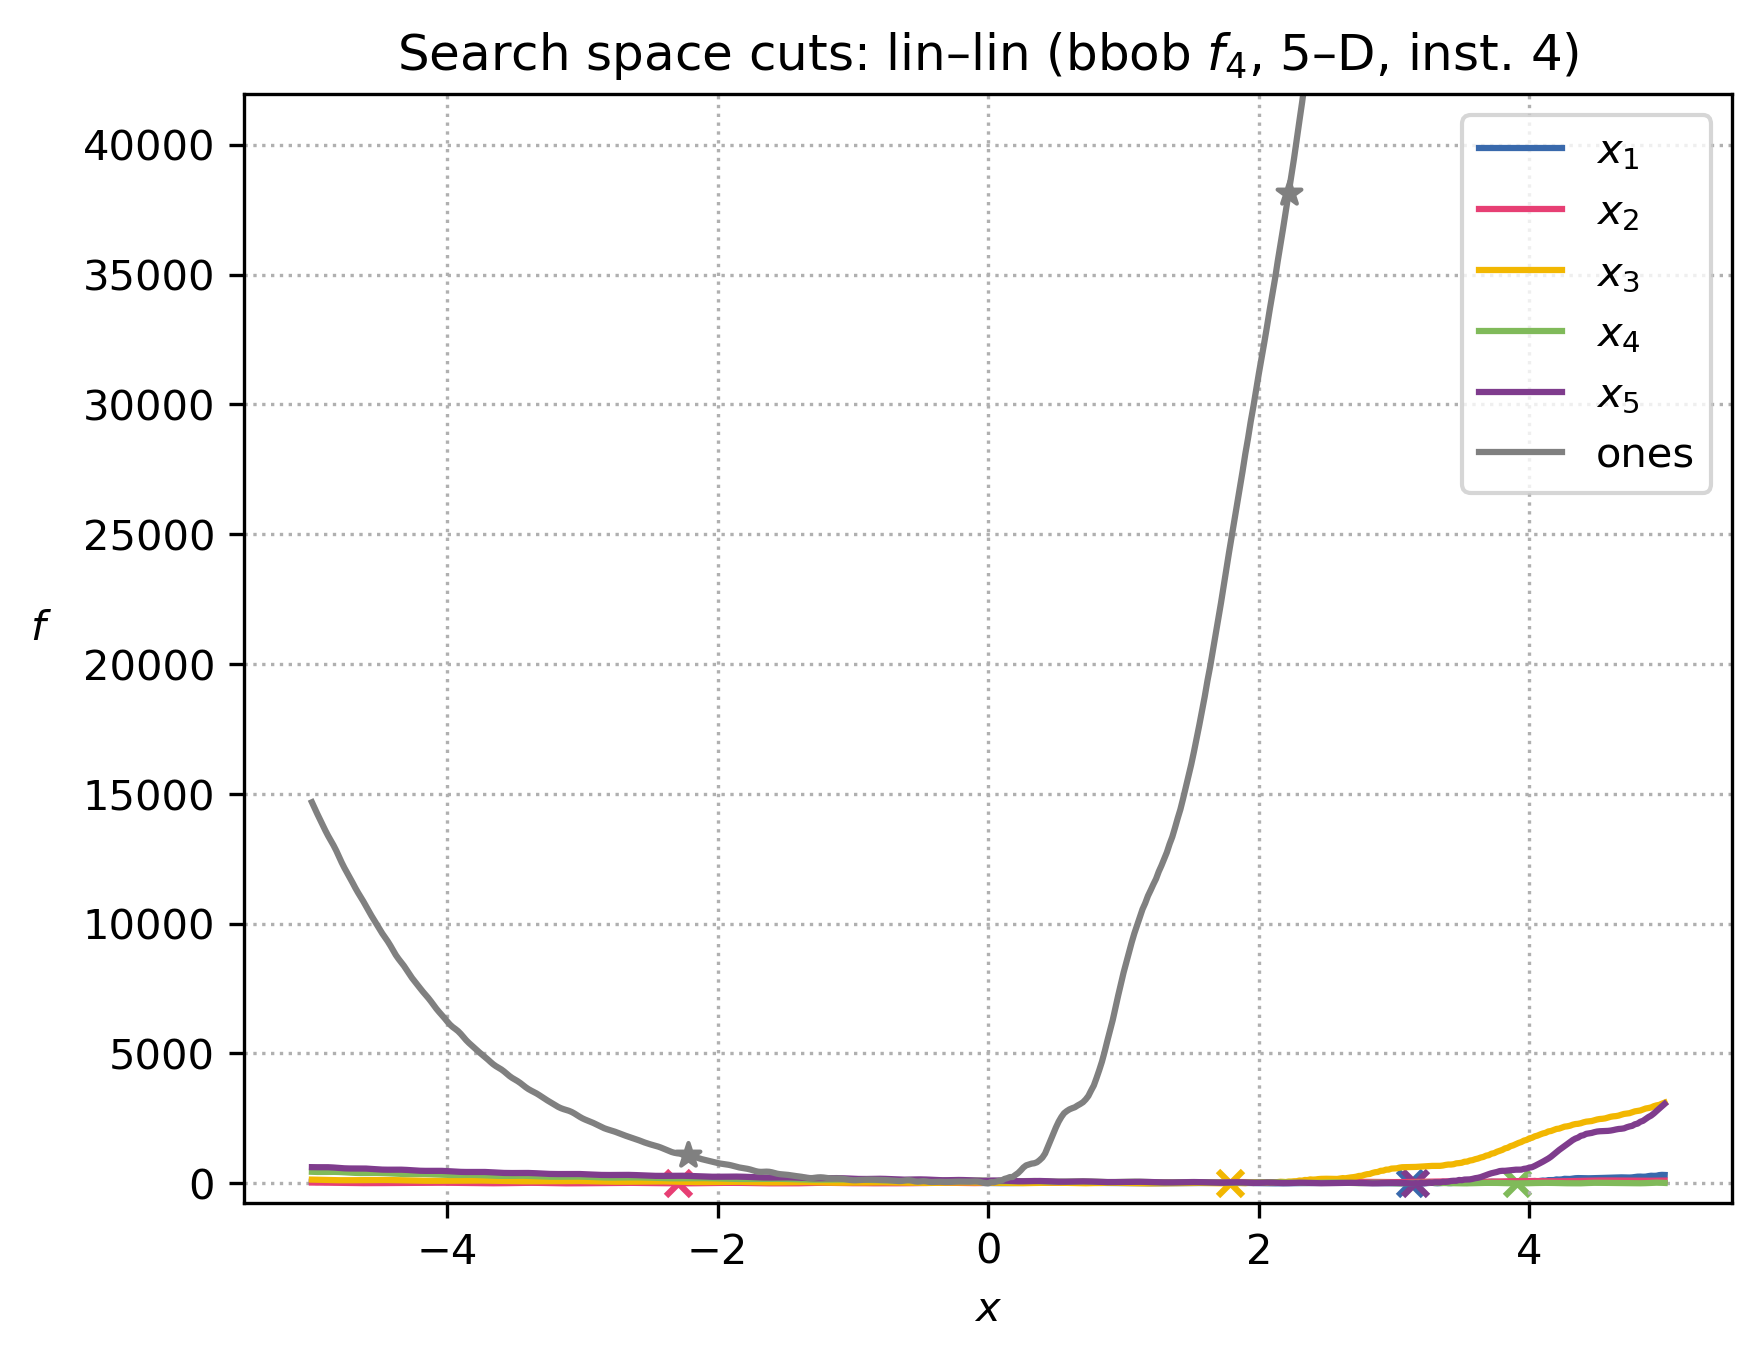 Search space cuts: lin–lin (bbob f₄, 5–D, inst. 4)
40000
35000
30000
25000
20000
15000
10000
5000
0
f
−4
−2
0
2
4
x
x₁
x₂
x₃
x₄
x₅
ones